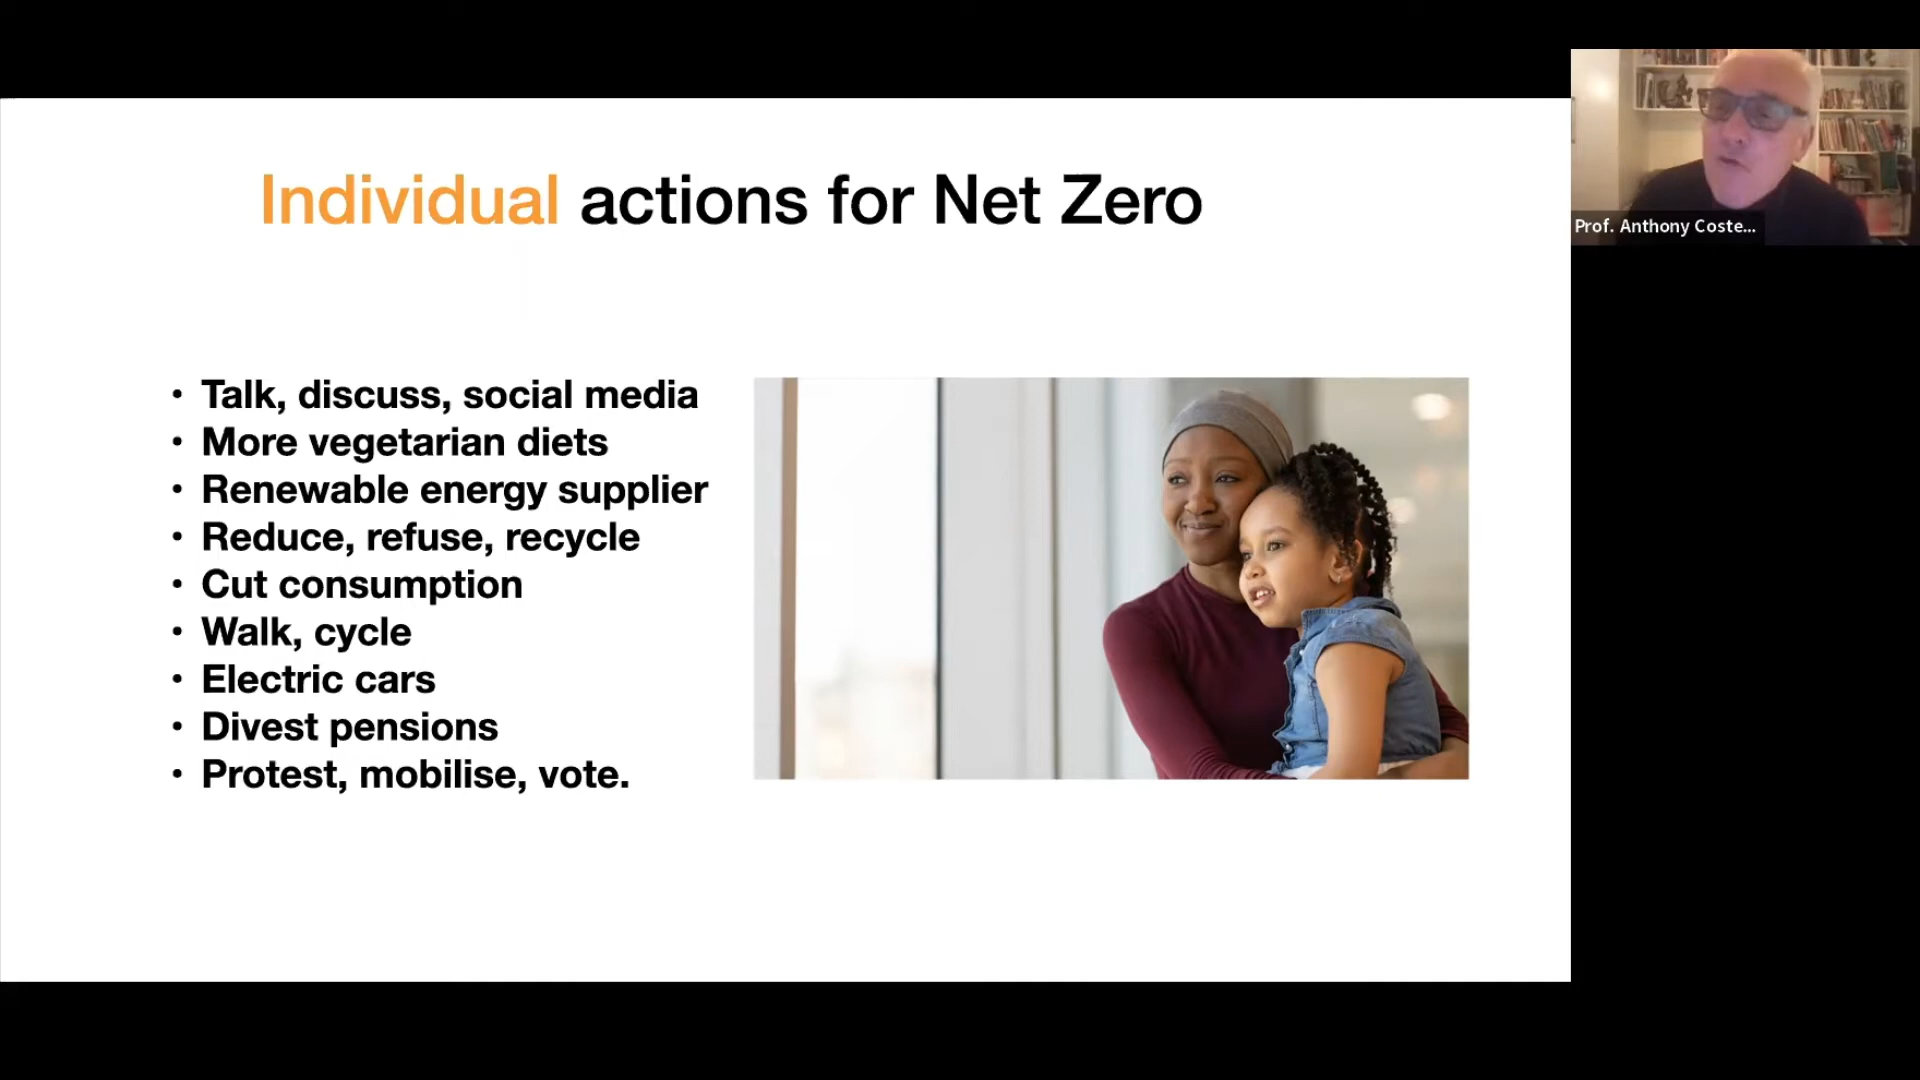 Individual actions for Net Zero
• Talk, discuss, social media
• More vegetarian diets
• Renewable energy supplier
• Reduce, refuse, recycle
• Cut consumption
• Walk, cycle
• Electric cars
• Divest pensions
• Protest, mobilise, vote.
Prof. Anthony Coste...